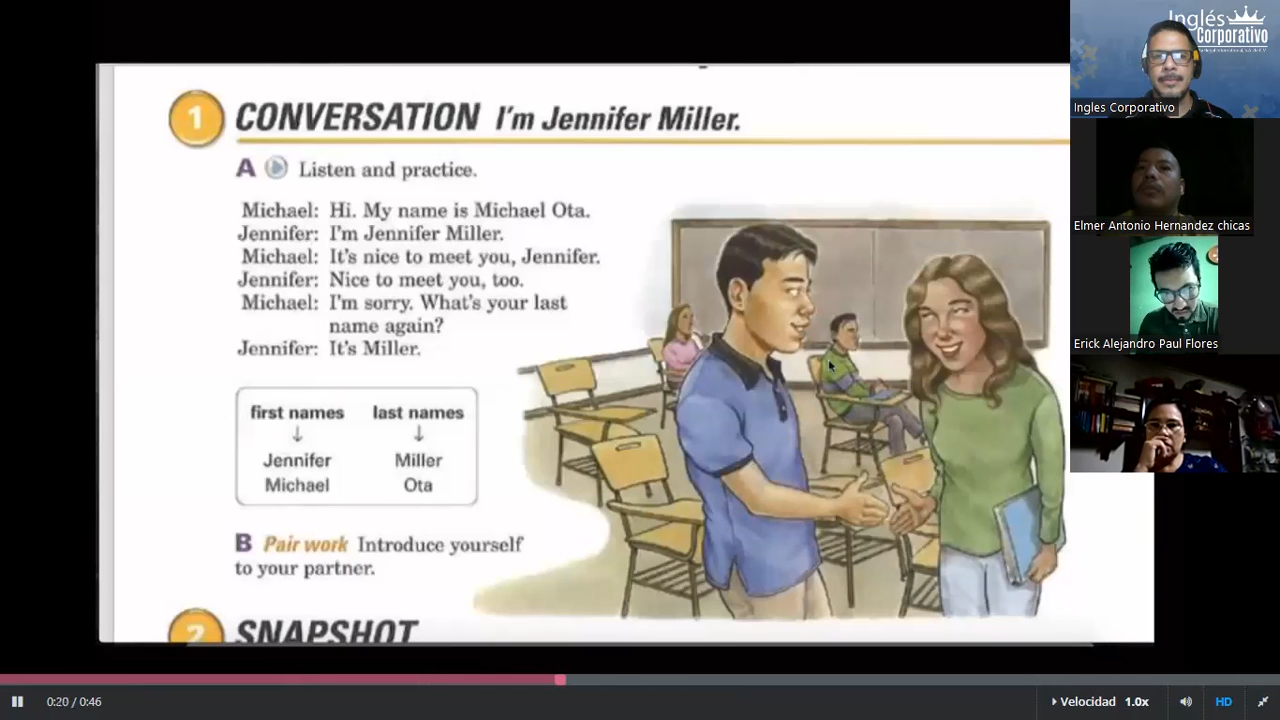 1 CONVERSATION I'm Jennifer Miller.
A Listen and practice.
Michael: Hi. My name is Michael Ota.
Jennifer: I'm Jennifer Miller.
Michael: It's nice to meet you, Jennifer.
Jennifer: Nice to meet you, too.
Michael: I'm sorry. What's your last
name again?
Jennifer: It's Miller.
first names last names
Jennifer Miller
Michael Ota
B Pair work Introduce yourself
to your partner.
2 SNAPSHOT
Inglés
Corporativo
Ingles Corporativo
Elmer Antonio Hernandez chicas
Erick Alejandro Paul Flores
0:20 / 0:46
Velocidad 1.0x
HD